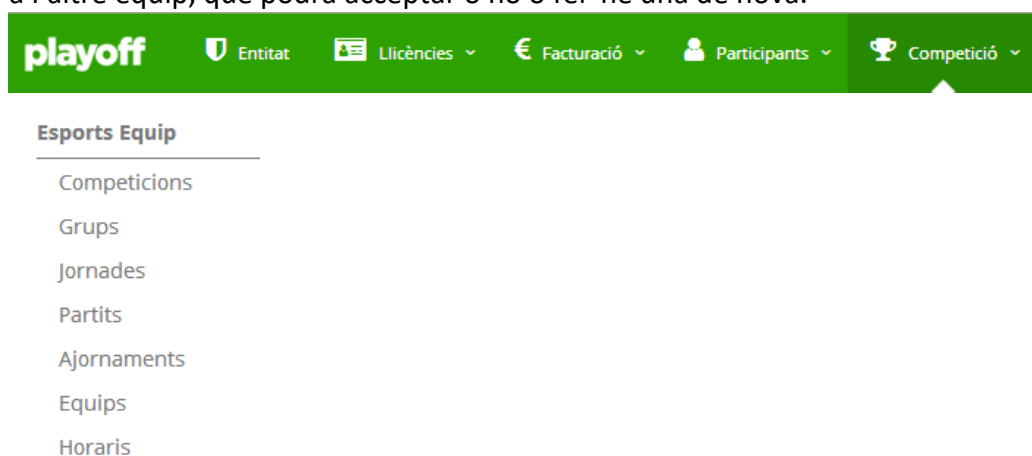 a l'altre equip, que podrà acceptar o no o fer-ne una de nova.
playoff Entitat Llicències € Facturació Participants Competició
Esports Equip
Competicions
Grups
Jornades
Partits
Ajornaments
Equips
Horaris